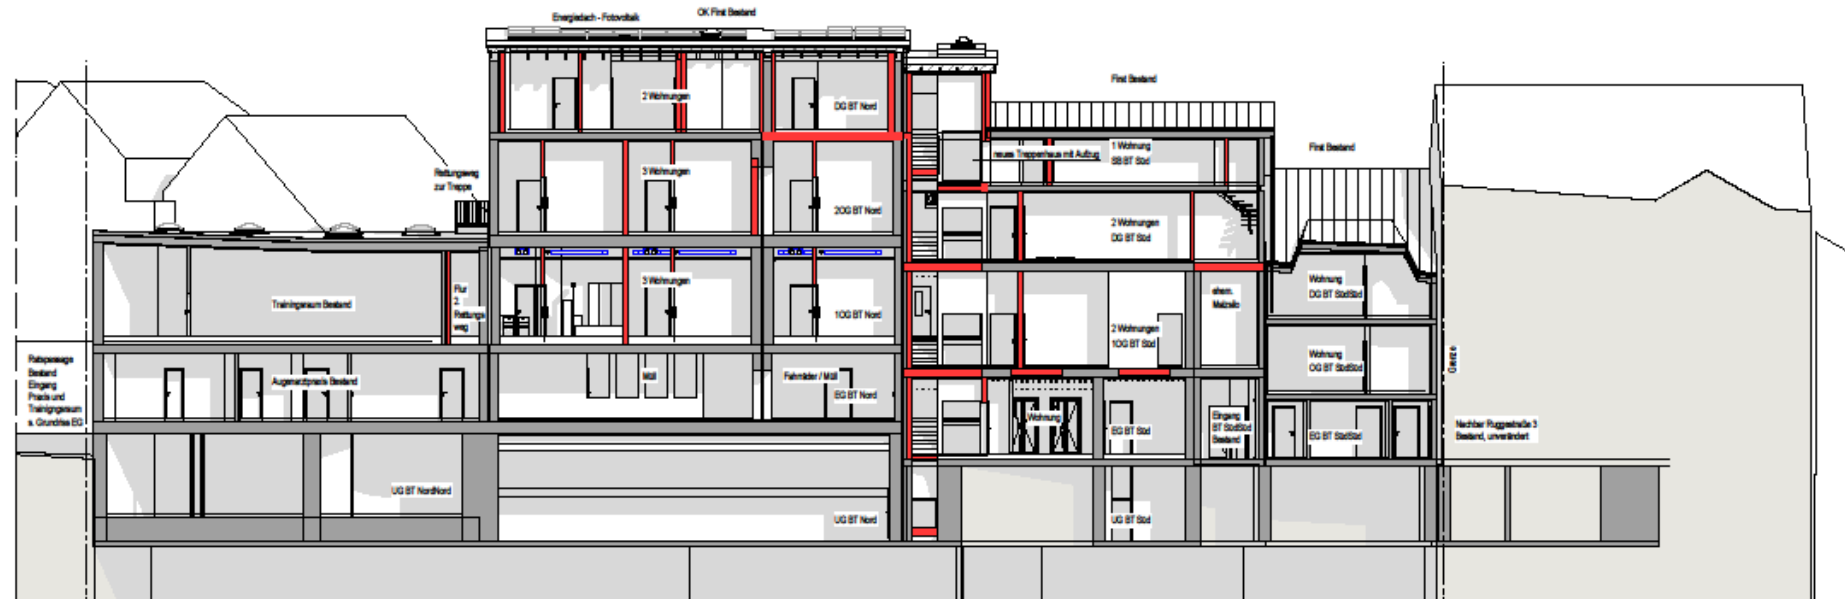 Energiedach - Fotovoltaik
OK First Bestand
First Bestand
First Bestand
2 Wohnungen
DG BT Nord
neues Treppenhaus mit Aufzug
1 Wohnung
SB BT Süd
Rettungsweg
zur Treppe
3 Wohnungen
2OG BT Nord
2 Wohnungen
DG BT Süd
Trainingsraum Bestand
Flur
2.
Rettungs
weg
3 Wohnungen
1OG BT Nord
2 Wohnungen
1OG BT Süd
ehem.
Malzsilo
Wohnung
DG BT SüdSüd
Wohnung
OG BT SüdSüd
Grenze
Ratspassage
Bestand
Eingang
Praxis und
Trainingsraum
s. Grundriss EG
Augenarztpraxis Bestand
Müll
Fahrräder / Müll
EG BT Nord
Wohnung
EG BT Süd
Eingang
BT SüdSüd
Bestand
EG BT SüdSüd
Nachbar Ruggestraße 3
Bestand, unverändert
UG BT NordNord
UG BT Nord
UG BT Süd